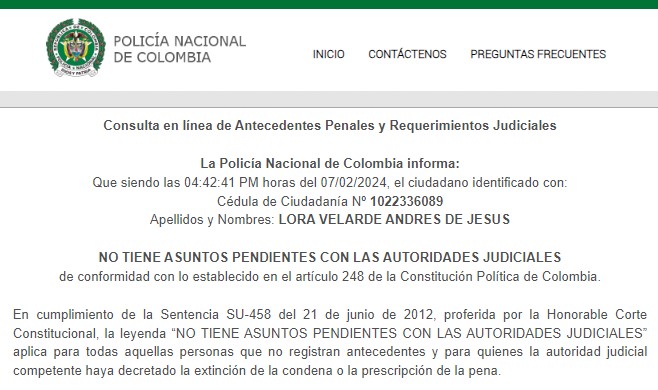 POLICÍA NACIONAL
DE COLOMBIA
INICIO CONTÁCTENOS PREGUNTAS FRECUENTES
Consulta en línea de Antecedentes Penales y Requerimientos Judiciales
La Policía Nacional de Colombia informa:
Que siendo las 04:42:41 PM horas del 07/02/2024, el ciudadano identificado con:
Cédula de Ciudadanía Nº 1022336089
Apellidos y Nombres: LORA VELARDE ANDRES DE JESUS
NO TIENE ASUNTOS PENDIENTES CON LAS AUTORIDADES JUDICIALES
de conformidad con lo establecido en el artículo 248 de la Constitución Política de Colombia.
En cumplimiento de la Sentencia SU-458 del 21 de junio de 2012, proferida por la Honorable Corte
Constitucional, la leyenda “NO TIENE ASUNTOS PENDIENTES CON LAS AUTORIDADES JUDICIALES”
aplica para todas aquellas personas que no registran antecedentes y para quienes la autoridad judicial
competente haya decretado la extinción de la condena o la prescripción de la pena.